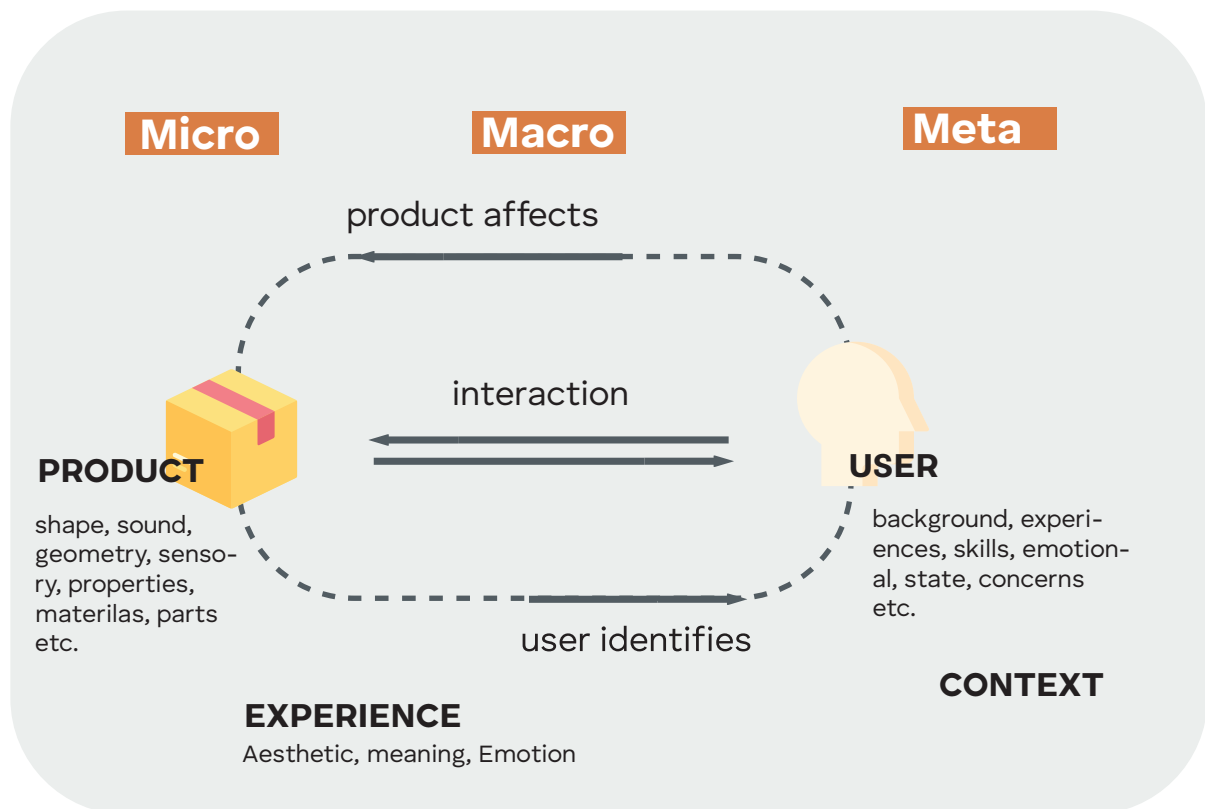 Micro
Macro
Meta
product affects
interaction
PRODUCT
shape, sound,
geometry, senso-
ry, properties,
materilas, parts
etc.
USER
background, experi-
ences, skills, emotion-
al, state, concerns
etc.
user identifies
CONTEXT
EXPERIENCE
Aesthetic, meaning, Emotion